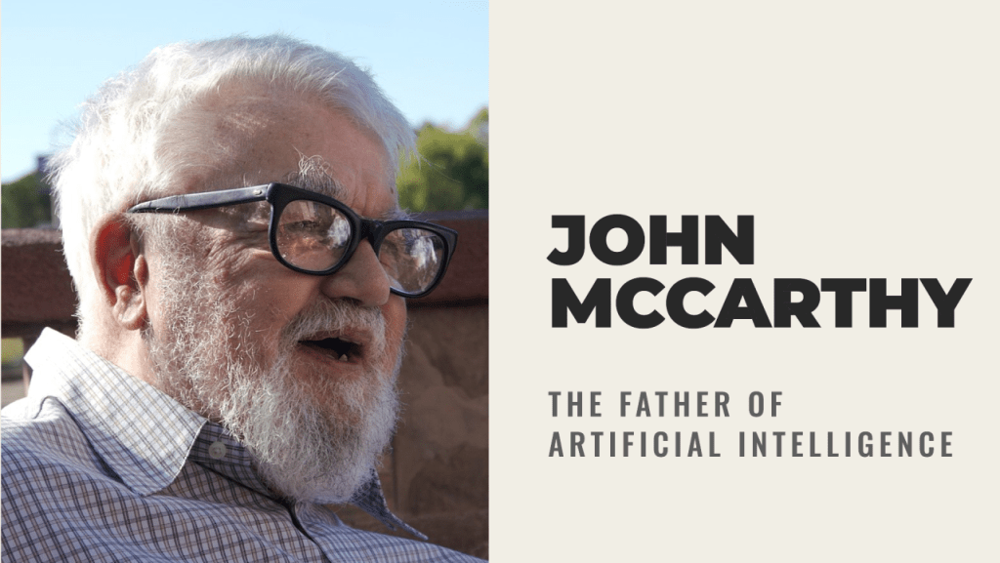 JOHN
MCCARTHY
THE FATHER OF
ARTIFICIAL INTELLIGENCE